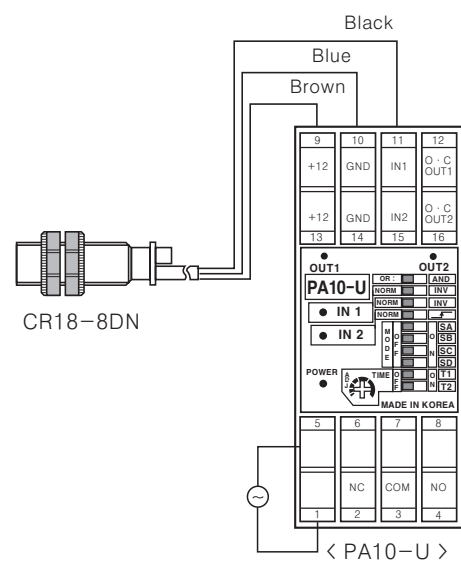 Black
Blue
Brown
9 10 11 12
+12 GND IN1 O · C OUT1
+12 GND IN2 O · C OUT2
13 14 15 16
OUT1 OUT2
PA10-U
OR : AND
NORM INV
NORM INV
NORM
IN 1
IN 2
MODE OFF ON SA
SB
SC
SD
POWER ADJ TIME OFF ON T1
T2
MADE IN KOREA
5 6 7 8
NC COM NO
1 2 3 4
CR18-8DN
~
< PA10-U >